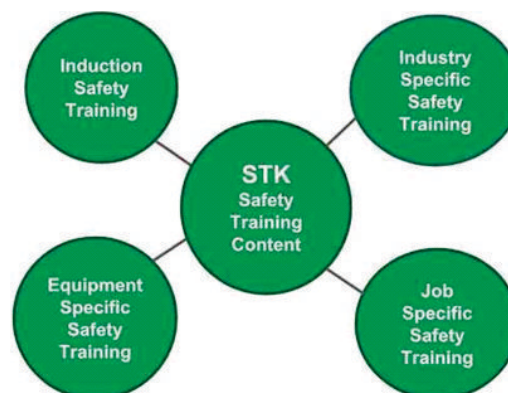 Induction
Safety
Training
Industry
Specific
Safety
Training
STK
Safety
Training
Content
Equipment
Specific
Safety
Training
Job
Specific
Safety
Training